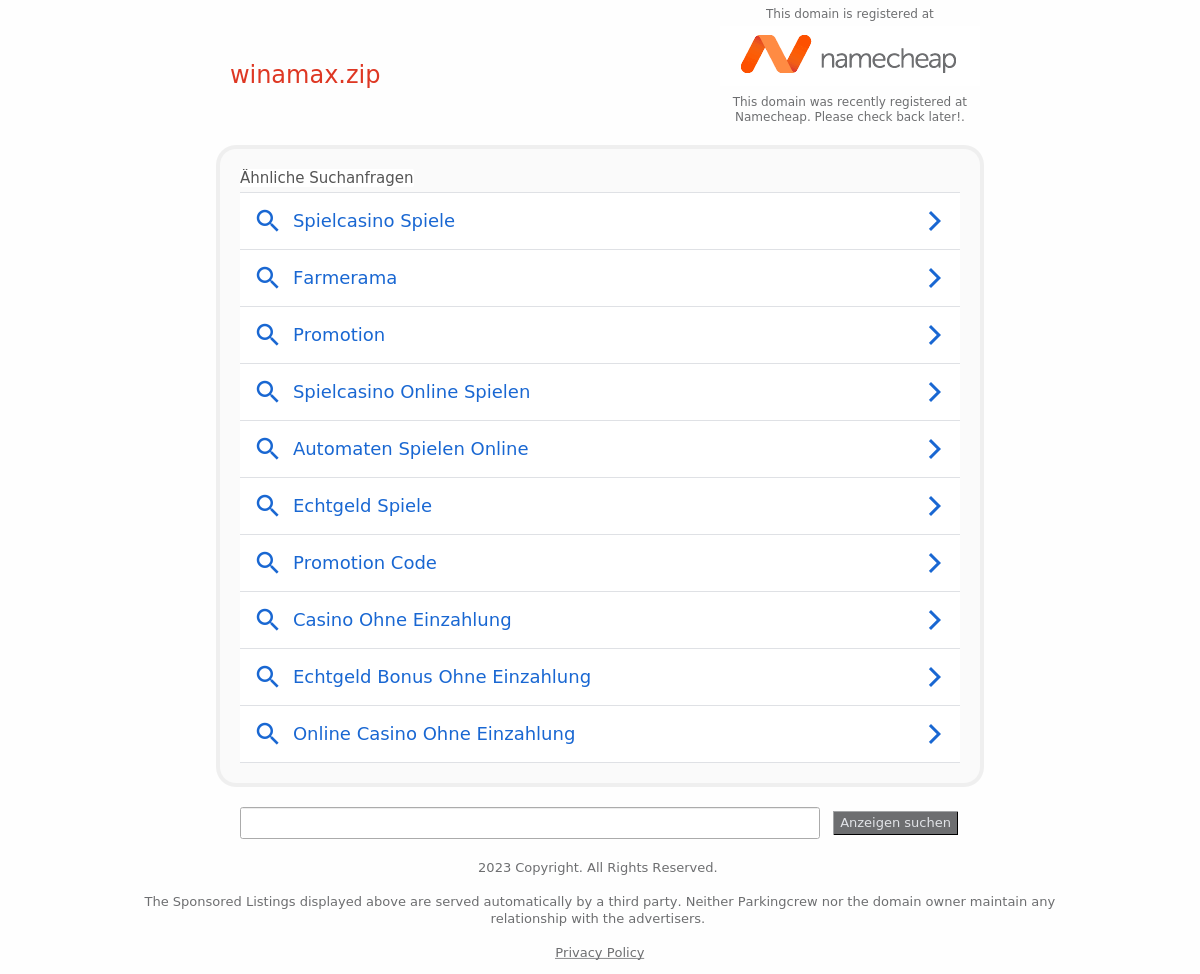 This domain is registered at
winamax.zip
namecheap
This domain was recently registered at
Namecheap. Please check back later!.
Ähnliche Suchanfragen
Spielcasino Spiele
Farmerama
Promotion
Spielcasino Online Spielen
Automaten Spielen Online
Echtgeld Spiele
Promotion Code
Casino Ohne Einzahlung
Echtgeld Bonus Ohne Einzahlung
Online Casino Ohne Einzahlung
Anzeigen suchen
2023 Copyright. All Rights Reserved.
The Sponsored Listings displayed above are served automatically by a third party. Neither Parkingcrew nor the domain owner maintain any
relationship with the advertisers.
Privacy Policy